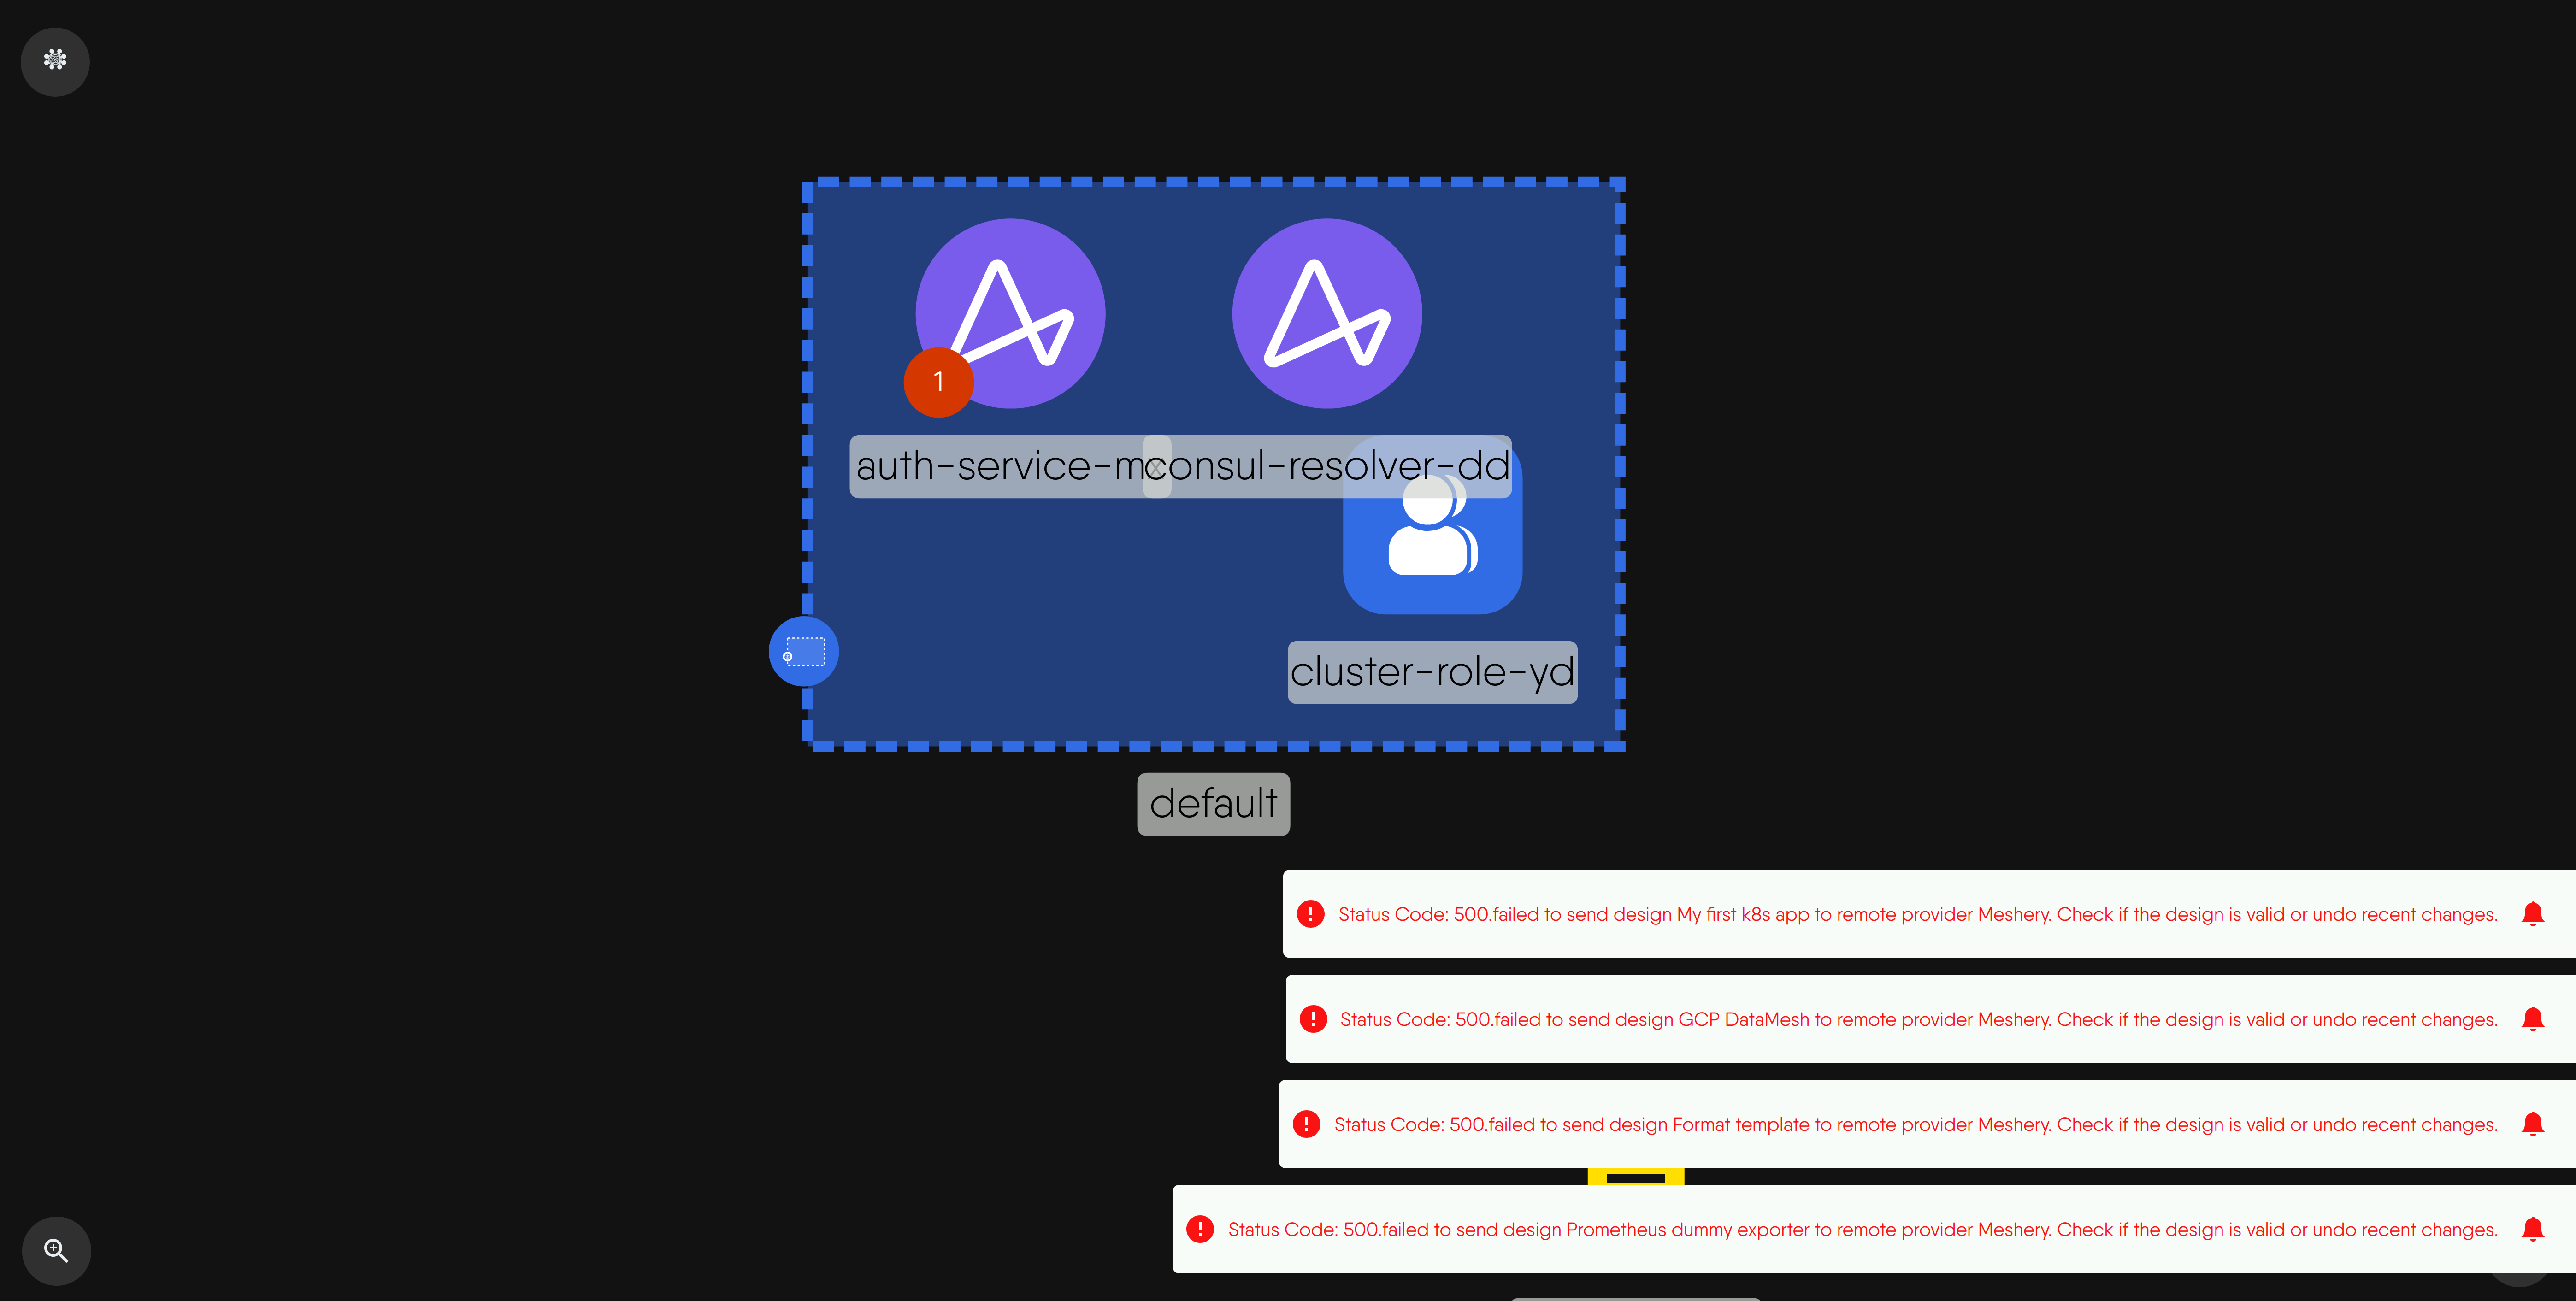 1
auth-service-mx
consul-resolver-dd
cluster-role-yd
default
Status Code: 500.failed to send design My first k8s app to remote provider Meshery. Check if the design is valid or undo recent changes.
Status Code: 500.failed to send design GCP DataMesh to remote provider Meshery. Check if the design is valid or undo recent changes.
Status Code: 500.failed to send design Format template to remote provider Meshery. Check if the design is valid or undo recent changes.
Status Code: 500.failed to send design Prometheus dummy exporter to remote provider Meshery. Check if the design is valid or undo recent changes.